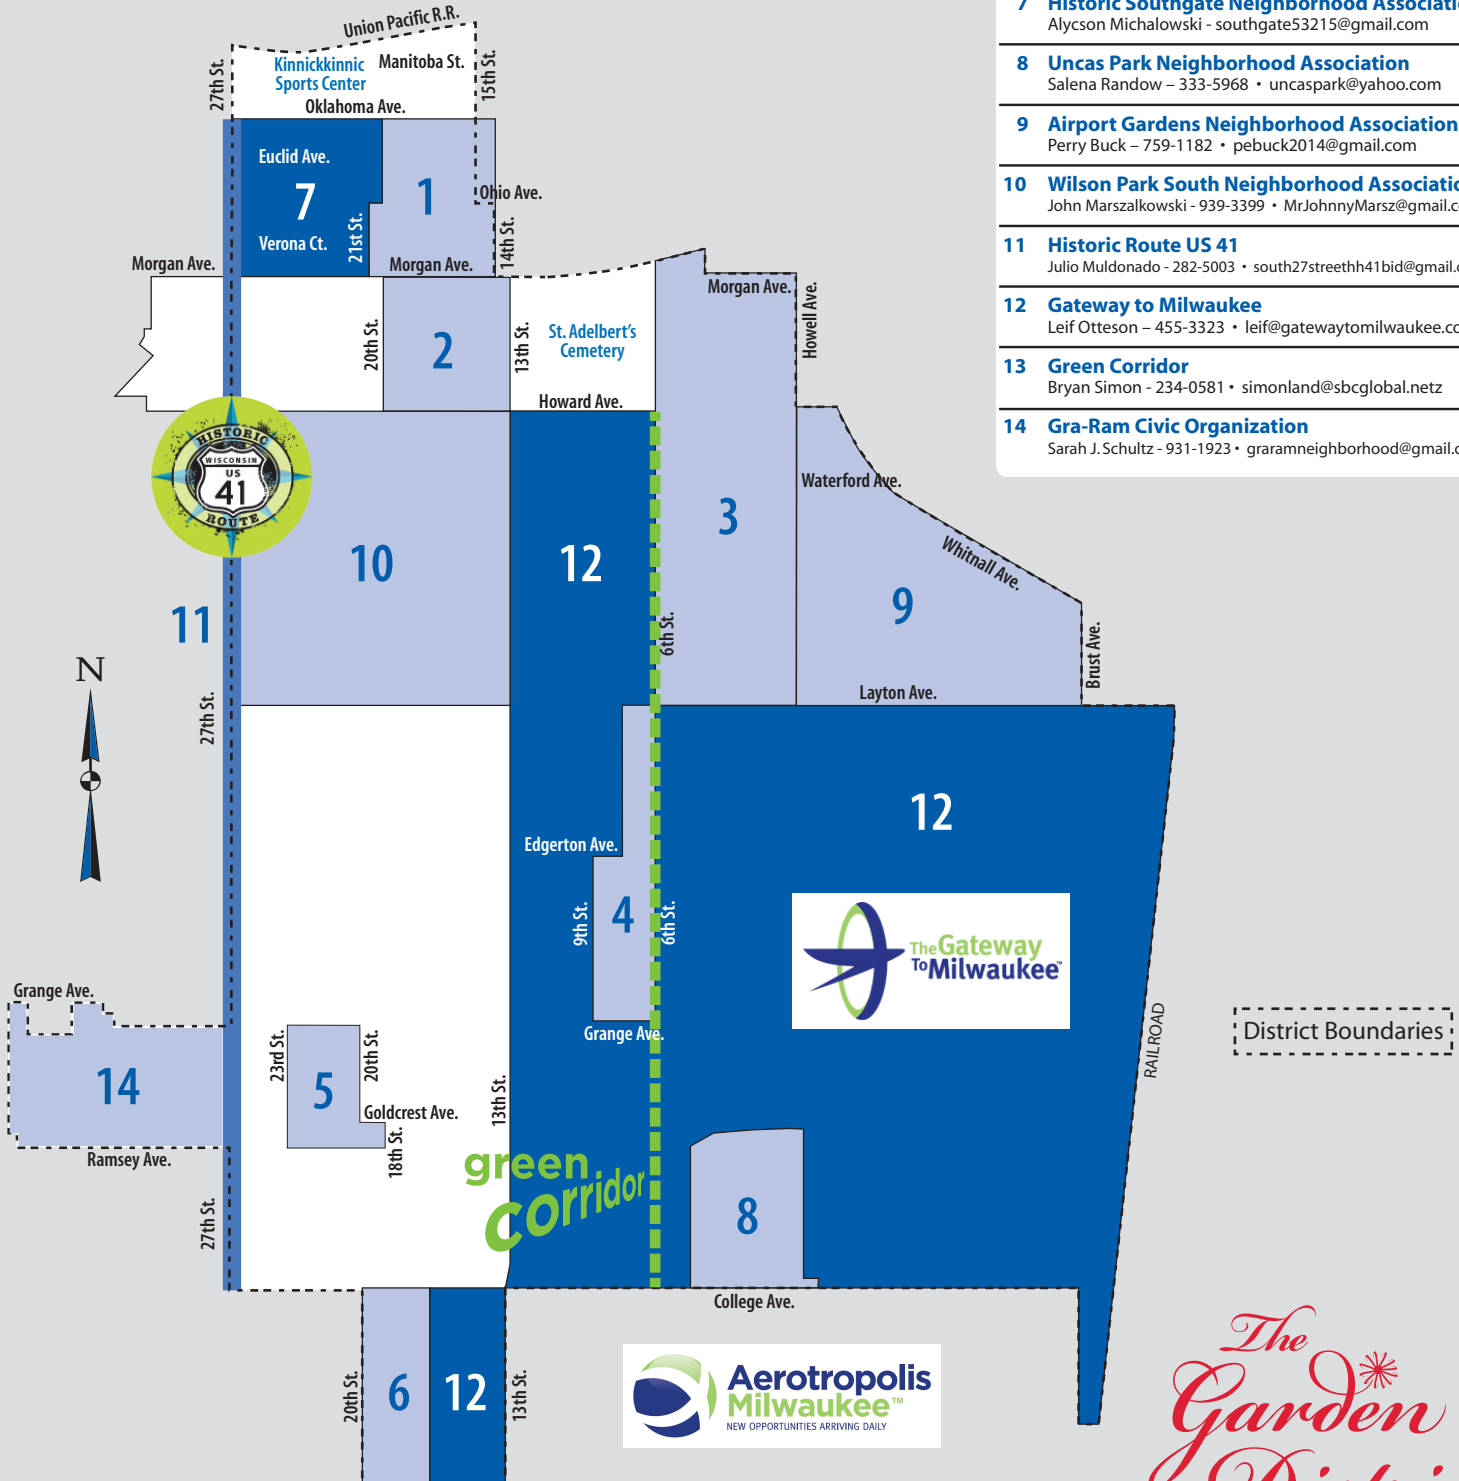 Union Pacific R.R.
27th St.
Kinnickkinnic
Sports Center
Manitoba St.
15th St.
Oklahoma Ave.
Euclid Ave.
7
Verona Ct.
21st St.
1
Ohio Ave.
14th St.
Morgan Ave.
Morgan Ave.
Morgan Ave.
Howell Ave.
20th St.
2
13th St.
St. Adelbert's
Cemetery
Howard Ave.
HISTORIC
WISCONSIN
US
41
ROUTE
10
12
3
Waterford Ave.
Whitnall Ave.
9
11
6th St.
Brust Ave.
Layton Ave.
N
27th St.
12
Edgerton Ave.
9th St.
4
6th St.
The Gateway
To Milwaukee™
Grange Ave.
Grange Ave.
14
Ramsey Ave.
23rd St.
5
20th St.
Goldcrest Ave.
18th St.
13th St.
RAILROAD
District Boundaries
green
corridor
27th St.
8
College Ave.
20th St.
6
12
13th St.
Aerotropolis
Milwaukee™
NEW OPPORTUNITIES ARRIVING DAILY
The
Garden
7 Historic Southgate Neighborhood Associati
Alycson Michalowski - southgate53215@gmail.com
8 Uncas Park Neighborhood Association
Salena Randow – 333-5968 • uncaspark@yahoo.com
9 Airport Gardens Neighborhood Association
Perry Buck – 759-1182 • pebuck2014@gmail.com
10 Wilson Park South Neighborhood Associatio
John Marszalkowski - 939-3399 • MrJohnnyMarsz@gmail.c
11 Historic Route US 41
Julio Muldonado - 282-5003 • south27streethh41bid@gmail.c
12 Gateway to Milwaukee
Leif Otteson – 455-3323 • leif@gatewaytomilwaukee.co
13 Green Corridor
Bryan Simon - 234-0581 • simonland@sbcglobal.netz
14 Gra-Ram Civic Organization
Sarah J. Schultz - 931-1923 • graramneighborhood@gmail.c